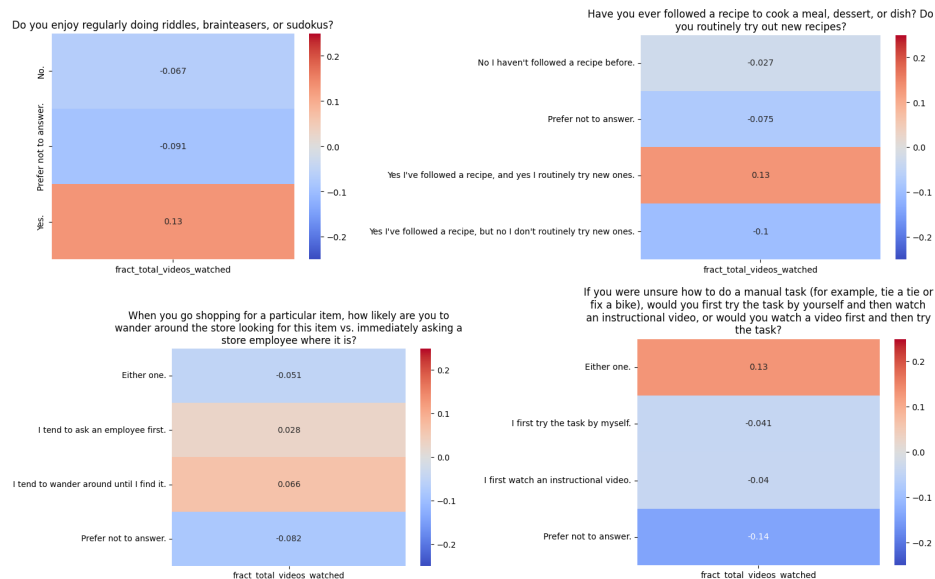 Do you enjoy regularly doing riddles, brainteasers, or sudokus?
No.
-0.067
Prefer not to answer.
-0.091
Yes.
0.13
fract_total_videos_watched
0.2
0.1
0.0
−0.1
−0.2
Have you ever followed a recipe to cook a meal, dessert, or dish? Do
you routinely try out new recipes?
No I haven't followed a recipe before.
-0.027
Prefer not to answer.
-0.075
Yes I've followed a recipe, and yes I routinely try new ones.
0.13
Yes I've followed a recipe, but no I don't routinely try new ones.
-0.1
fract_total_videos_watched
0.2
0.1
0.0
−0.1
−0.2
When you go shopping for a particular item, how likely are you to
wander around the store looking for this item vs. immediately asking a
store employee where it is?
Either one.
-0.051
I tend to ask an employee first.
0.028
I tend to wander around until I find it.
0.066
Prefer not to answer.
-0.082
fract_total_videos_watched
0.2
0.1
0.0
−0.1
−0.2
If you were unsure how to do a manual task (for example, tie a tie or
fix a bike), would you first try the task by yourself and then watch
an instructional video, or would you watch a video first and then try
the task?
Either one.
0.13
I first try the task by myself.
-0.041
I first watch an instructional video.
-0.04
Prefer not to answer.
-0.14
fract_total_videos_watched
0.2
0.1
0.0
−0.1
−0.2